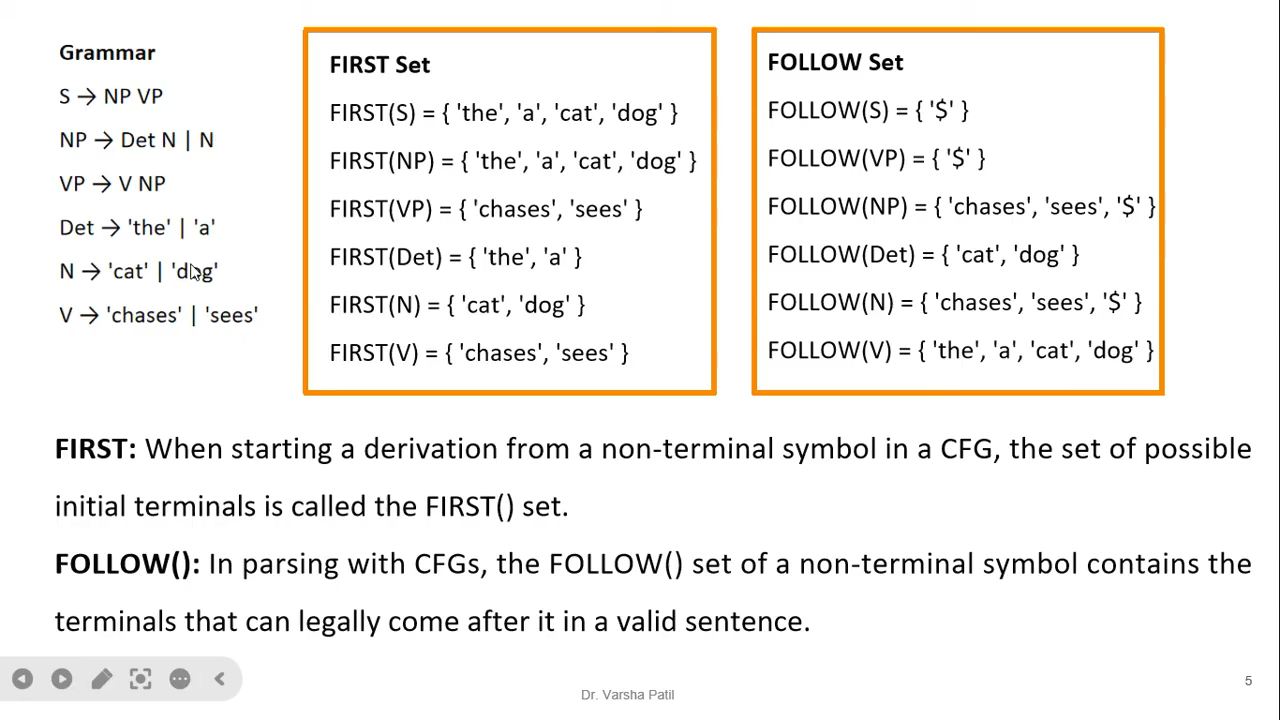 Grammar
S → NP VP
NP → Det N | N
VP → V NP
Det → 'the' | 'a'
N → 'cat' | 'dog'
V → 'chases' | 'sees'
FIRST Set
FIRST(S) = { 'the', 'a', 'cat', 'dog' }
FIRST(NP) = { 'the', 'a', 'cat', 'dog' }
FIRST(VP) = { 'chases', 'sees' }
FIRST(Det) = { 'the', 'a' }
FIRST(N) = { 'cat', 'dog' }
FIRST(V) = { 'chases', 'sees' }
FOLLOW Set
FOLLOW(S) = { '$' }
FOLLOW(VP) = { '$' }
FOLLOW(NP) = { 'chases', 'sees', '$' }
FOLLOW(Det) = { 'cat', 'dog' }
FOLLOW(N) = { 'chases', 'sees', '$' }
FOLLOW(V) = { 'the', 'a', 'cat', 'dog' }
FIRST: When starting a derivation from a non-terminal symbol in a CFG, the set of possible
initial terminals is called the FIRST() set.
FOLLOW(): In parsing with CFGs, the FOLLOW() set of a non-terminal symbol contains the
terminals that can legally come after it in a valid sentence.
Dr. Varsha Patil
5